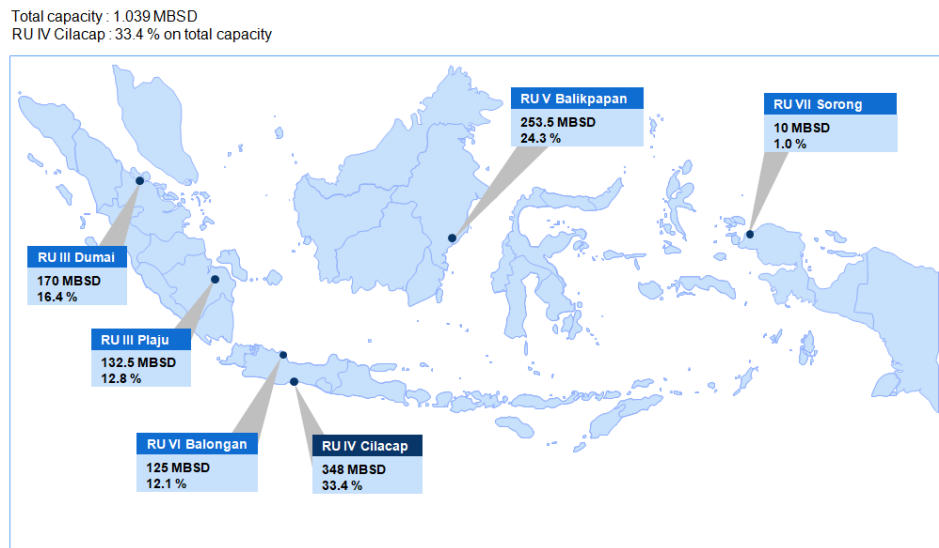 Total capacity : 1.039 MBSD
RU IV Cilacap : 33.4 % on total capacity
RU V Balikpapan
253.5 MBSD
24.3 %
RU VII Sorong
10 MBSD
1.0 %
RU III Dumai
170 MBSD
16.4 %
RU III Plaju
132.5 MBSD
12.8 %
RU VI Balongan
125 MBSD
12.1 %
RU IV Cilacap
348 MBSD
33.4 %